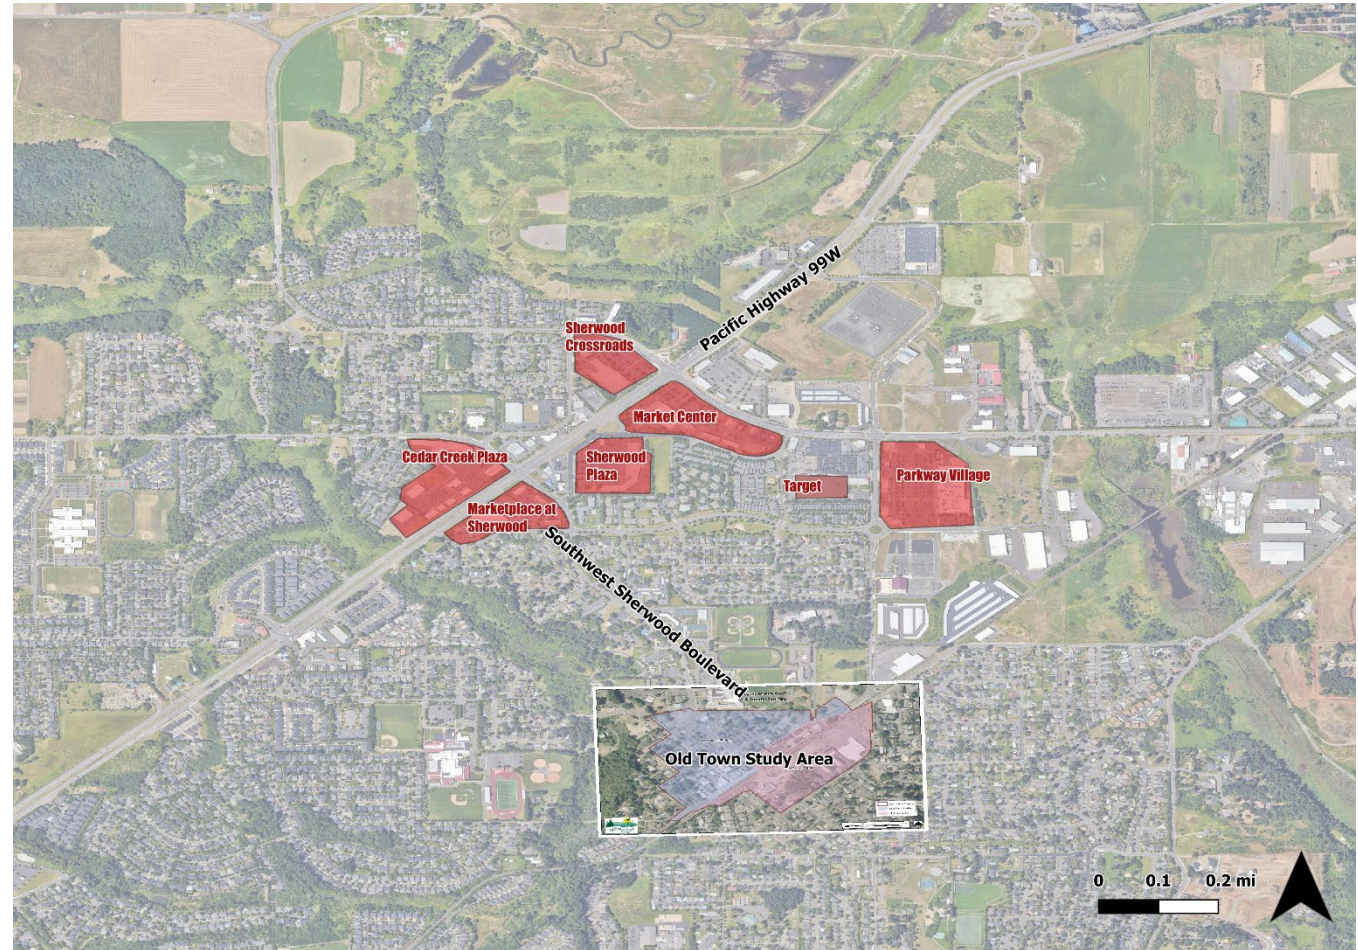 Pacific Highway 99W
Sherwood
Crossroads
Market Center
Cedar Creek Plaza
Sherwood
Plaza
Target
Parkway Village
Marketplace at
Sherwood
Southwest Sherwood Boulevard
Old Town Study Area
0 0.1 0.2 mi